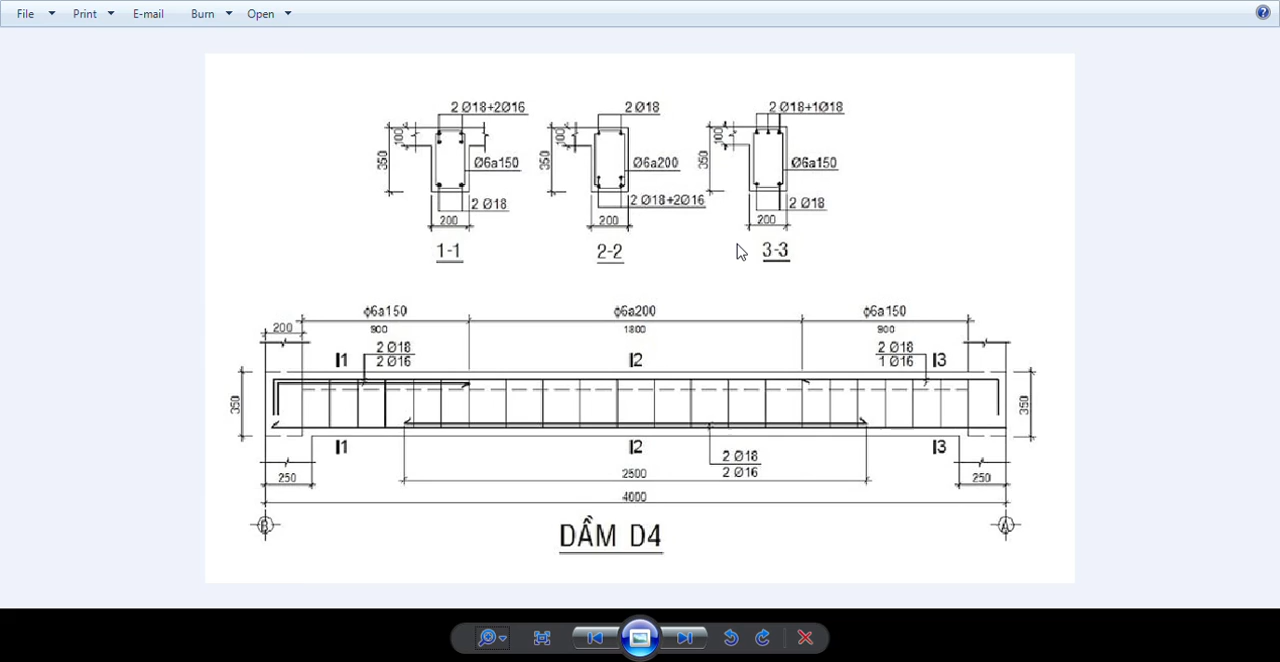 File Print E-mail Burn Open
2 Ø18+2Ø16 2 Ø18 2 Ø18+1Ø18
100 100 100
350 Ø6a150 350 Ø6a200 350 Ø6a150
2 Ø18 2 Ø18+2Ø16 2 Ø18
200 200 200
1-1 2-2 3-3
ϕ6a150 ϕ6a200 ϕ6a150
200 900 1800 900
1 2 Ø18 2 2 Ø18 3
2 Ø16 1 Ø16
350 350
1 2 3
2 Ø18
250 2500 2 Ø16 250
4000
B A
DẦM D4